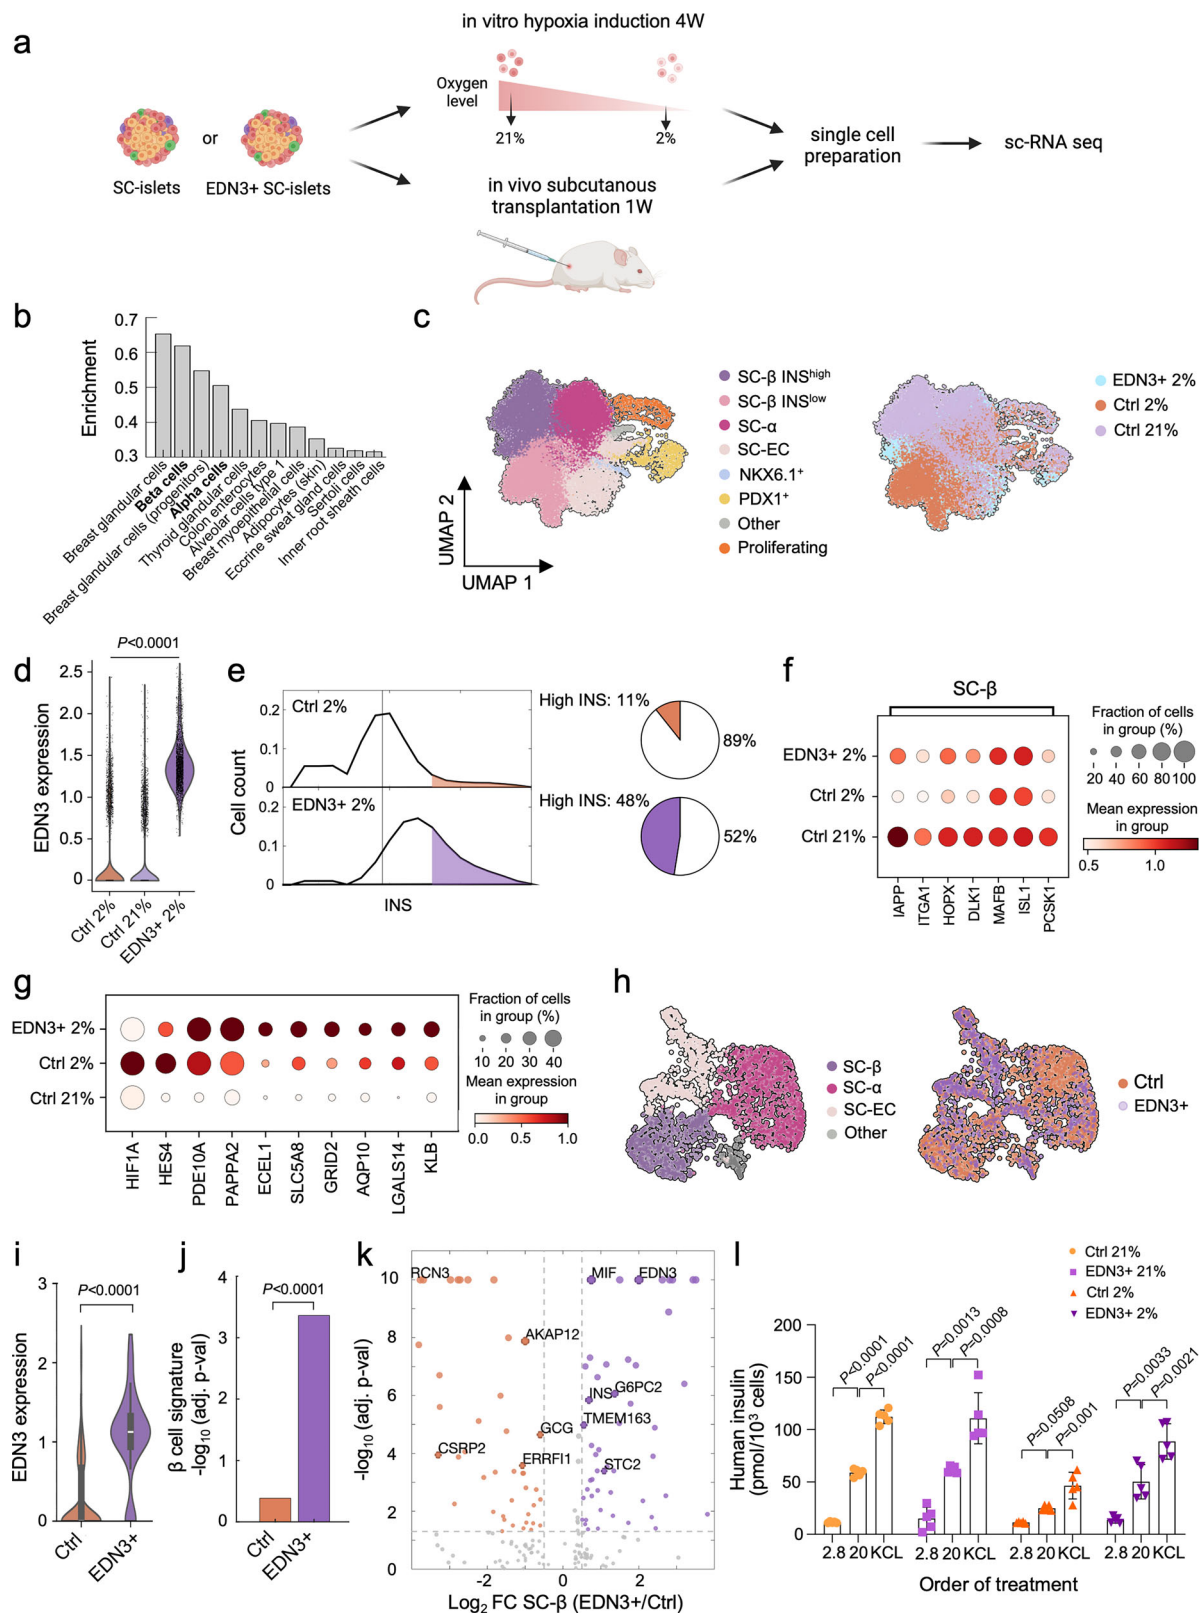 a
in vitro hypoxia induction 4W
Oxygen
level
21%
2%
SC-islets
or
EDN3+ SC-islets
in vivo subcutanous
transplantation 1W
single cell
preparation
sc-RNA seq
b
Enrichment
0.7
0.6
0.5
0.4
0.3
Breast glandular cells
Beta cells
Breast glandular cells (progenitors)
Alpha cells
Thyroid glandular cells
Colon enterocytes
Alveolar cells type 1
Breast myoepithelial cells
Adipocytes (skin)
Eccrine sweat gland cells
Sertoli cells
Inner root sheath cells
c
UMAP 2
UMAP 1
SC-β INShigh
SC-β INSlow
SC-α
SC-EC
NKX6.1+
PDX1+
Other
Proliferating
EDN3+ 2%
Ctrl 2%
Ctrl 21%
d
P<0.0001
EDN3 expression
2.5
2.0
1.5
1.0
0.5
0
Ctrl 2%
Ctrl 21%
EDN3+ 2%
e
Cell count
Ctrl 2%
0.2
0.1
0
EDN3+ 2%
0.2
0.1
0
INS
High INS: 11%
89%
High INS: 48%
52%
f
SC-β
EDN3+ 2%
Ctrl 2%
Ctrl 21%
IAPP
ITGA1
HOPX
DLK1
MAFB
ISL1
PCSK1
Fraction of cells
in group (%)
20 40 60 80 100
Mean expression
in group
0.5 1.0
g
EDN3+ 2%
Ctrl 2%
Ctrl 21%
HIF1A
HES4
PDE10A
PAPPA2
ECEL1
SLC5A8
GRID2
AQP10
LGALS14
KLB
Fraction of cells
in group (%)
10 20 30 40
Mean expression
in group
0.0 0.5 1.0
h
SC-β
SC-α
SC-EC
Other
Ctrl
EDN3+
i
P<0.0001
EDN3 expression
3
2
1
0
Ctrl
EDN3+
j
P<0.0001
β cell signature
-log10 (adj. p-val)
4
3
2
1
0
Ctrl
EDN3+
k
-log10 (adj. p-val)
10
8
6
4
2
RCN3
MIF
EDN3
AKAP12
INS
G6PC2
TMEM163
GCG
CSRP2
ERRFI1
STC2
-2 0 2
Log2 FC SC-β (EDN3+/Ctrl)
l
Ctrl 21%
EDN3+ 21%
Ctrl 2%
EDN3+ 2%
Human insulin
(pmol/10³ cells)
200
150
100
50
0
P<0.0001
P<0.0001
P=0.0013
P=0.0008
P=0.0508
P=0.001
P=0.0033
P=0.0021
2.8 20 KCL 2.8 20 KCL 2.8 20 KCL 2.8 20 KCL
Order of treatment